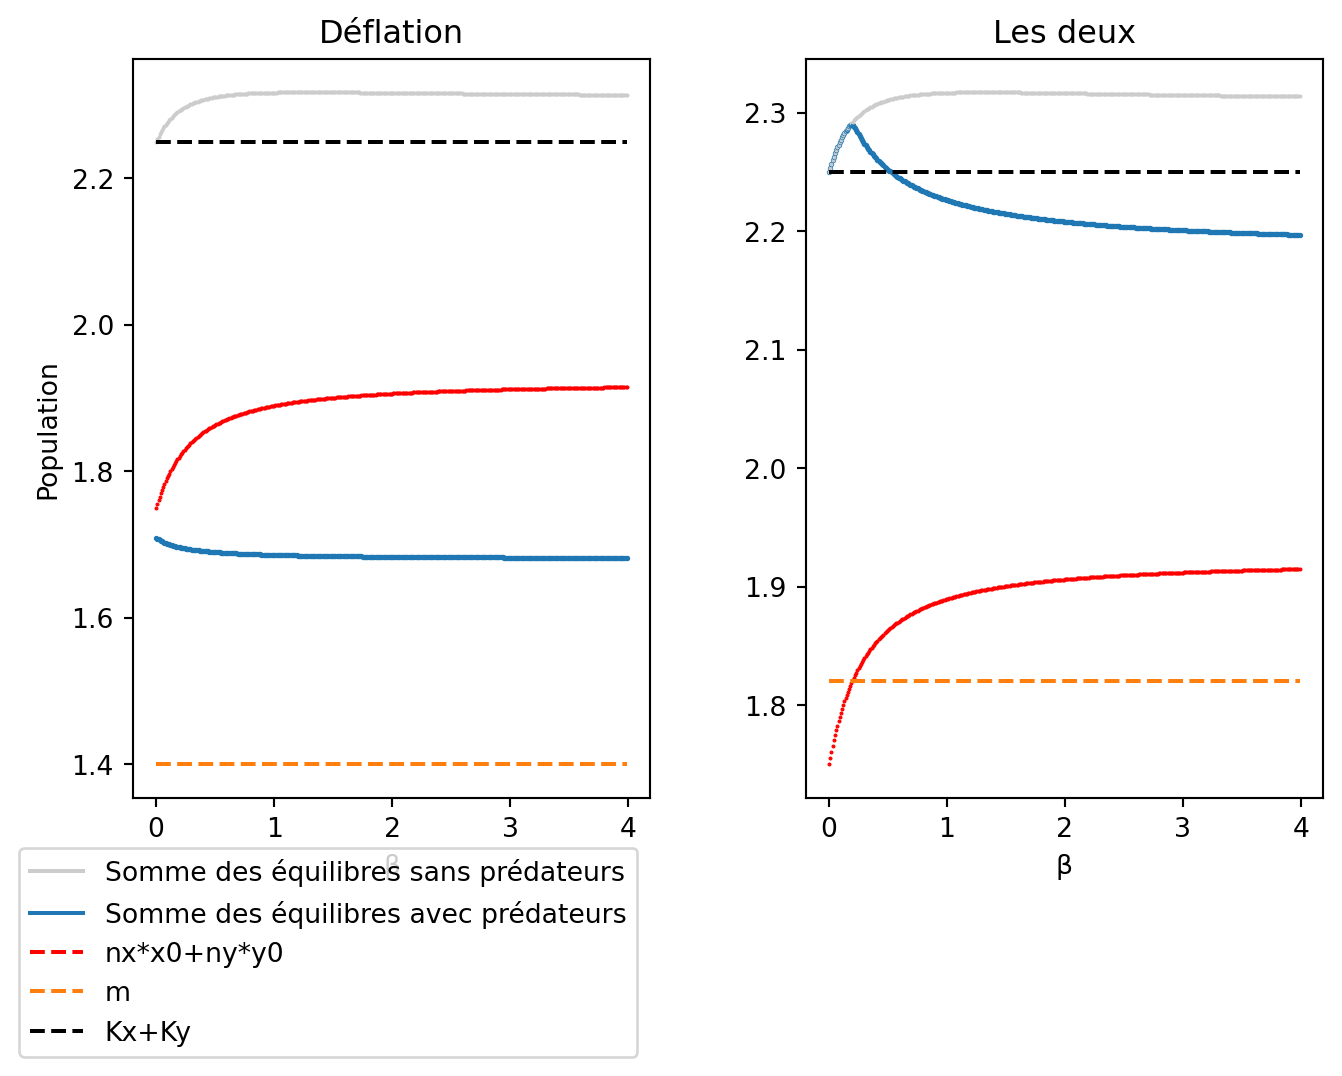 Déflation
Les deux
Population
2.2
2.0
1.8
1.6
1.4
0 1 2 3 4
β
2.3
2.2
2.1
2.0
1.9
1.8
0 1 2 3 4
β
Somme des équilibres sans prédateurs
Somme des équilibres avec prédateurs
nx*x0+ny*y0
m
Kx+Ky